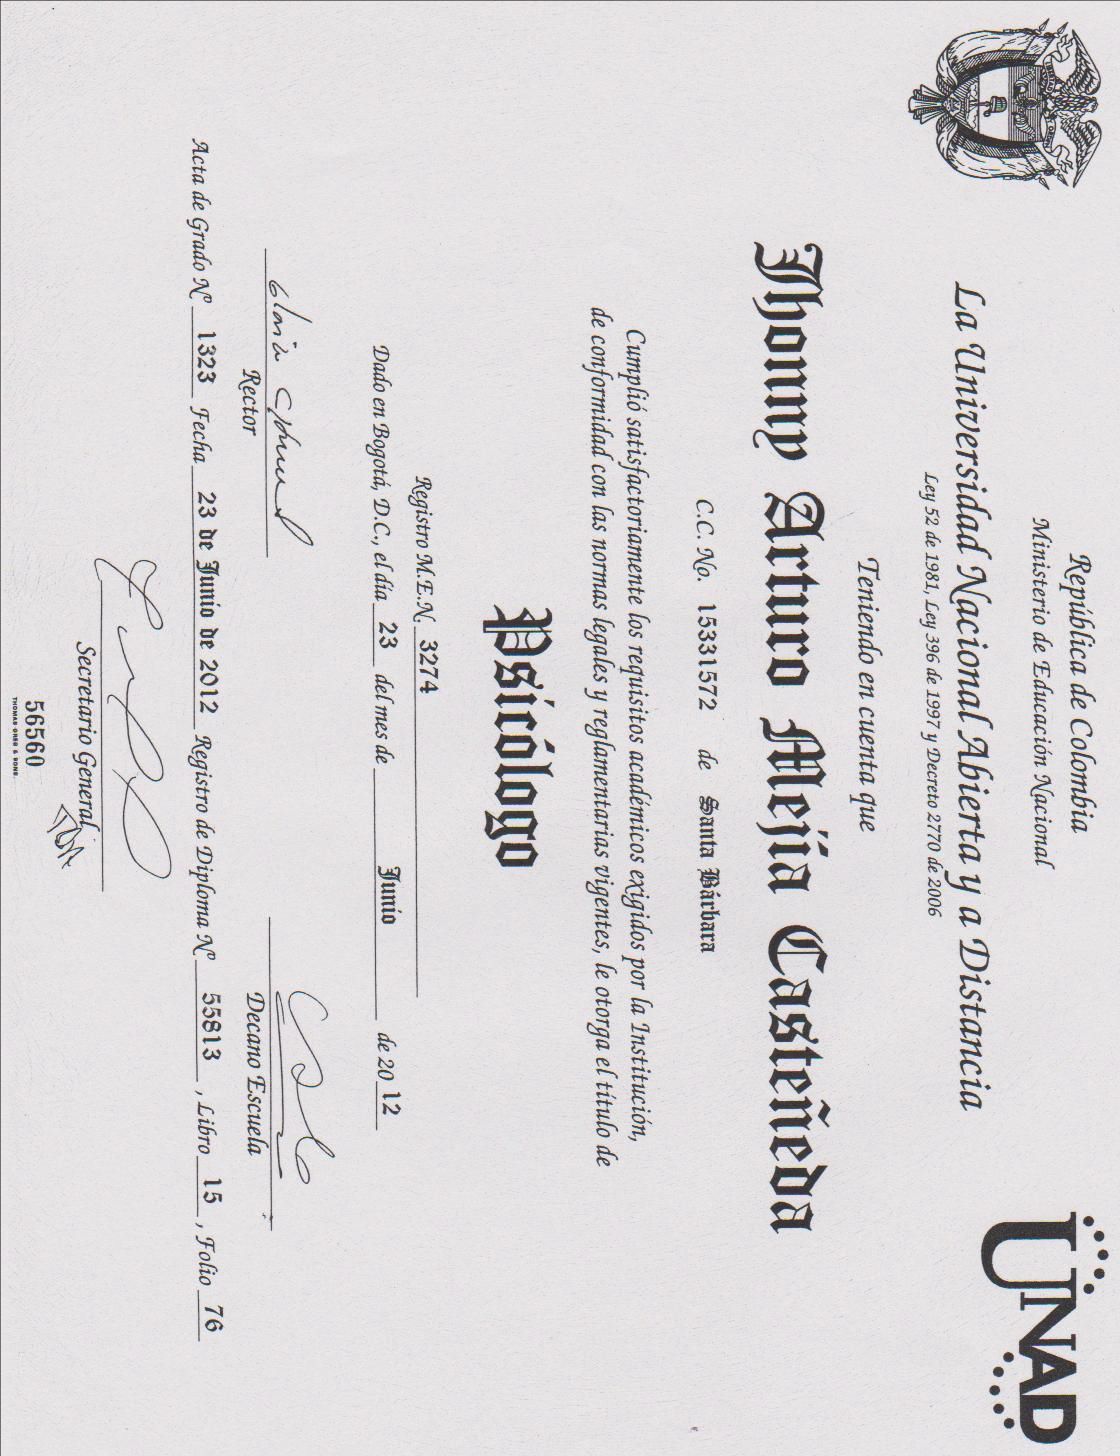 República de Colombia
Ministerio de Educación Nacional
La Universidad Nacional Abierta y a Distancia
Ley 52 de 1981, Ley 396 de 1997 y Decreto 2770 de 2006
UNAD
Teniendo en cuenta que
Jhonny Arturo Mejía Casteñeda
C.C. No. 15331572 de Santa Bárbara
Cumplió satisfactoriamente los requisitos académicos exigidos por la Institución,
de conformidad con las normas legales y reglamentarias vigentes, le otorga el título de
Psicólogo
Registro M.E.N. 3274
Dado en Bogotá, D.C., el día 23 del mes de Junio de 2012
Rector
Decano Escuela
Acta de Grado Nº 1323 Fecha 23 de Junio de 2012 Registro de Diploma Nº 55813, Libro 15, Folio 76
Secretario General
56560
THOMAS GREG & SONS.